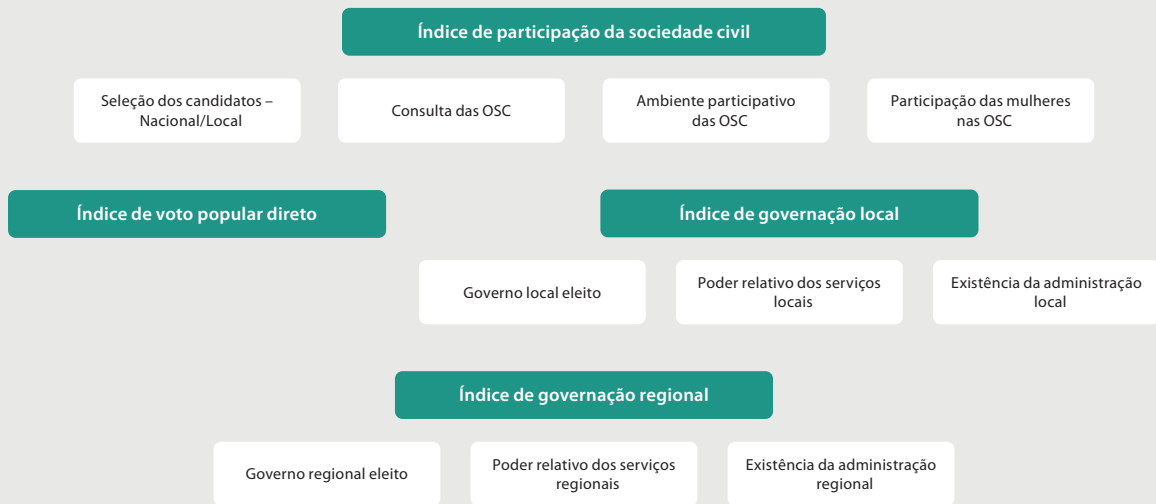 Índice de participação da sociedade civil
Seleção dos candidatos –
Nacional/Local
Consulta das OSC
Ambiente participativo
das OSC
Participação das mulheres
nas OSC
Índice de voto popular direto
Índice de governação local
Governo local eleito
Poder relativo dos serviços
locais
Existência da administração
local
Índice de governação regional
Governo regional eleito
Poder relativo dos serviços
regionais
Existência da administração
regional